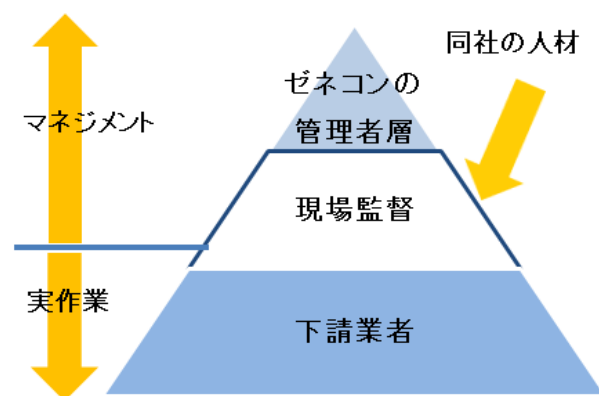 同社の人材
ゼネコンの
管理者層
マネジメント
現場監督
実作業
下請業者